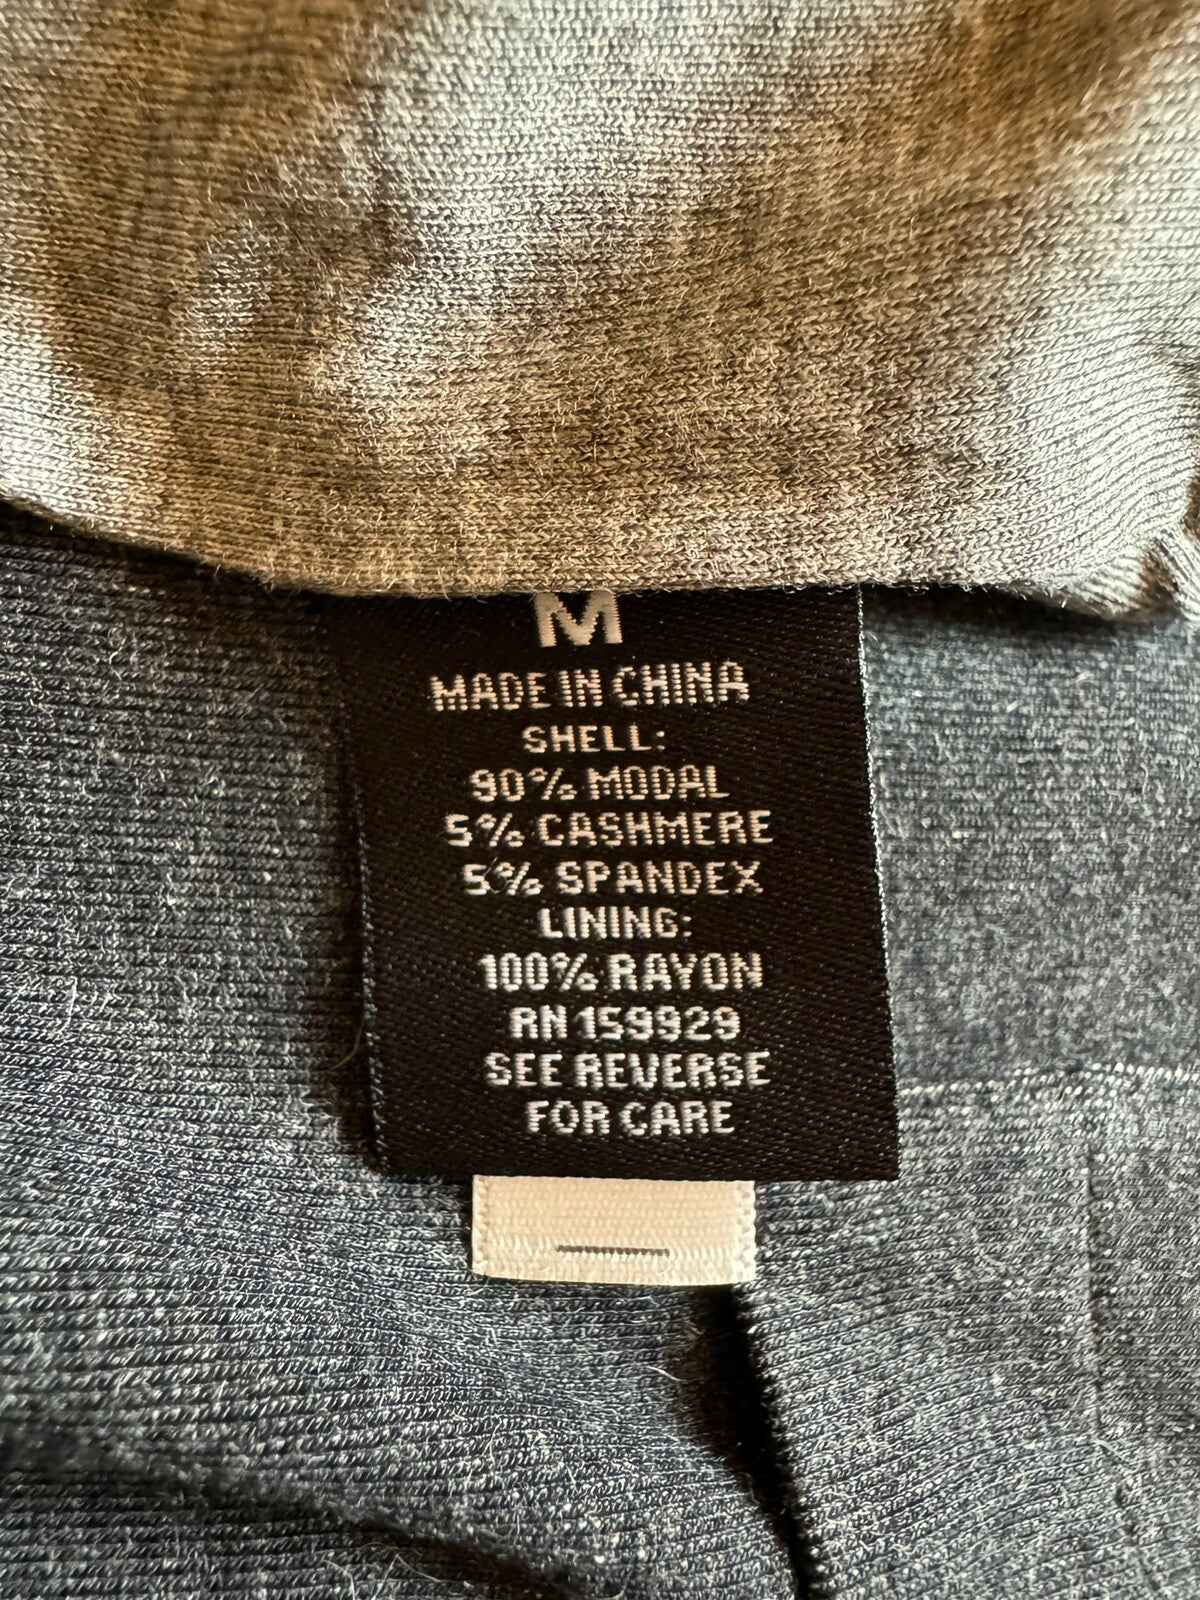 M
MADE IN CHINA
SHELL:
90% MODAL
5% CASHMERE
5% SPANDEX
LINING:
100% RAYON
RN 159929
SEE REVERSE
FOR CARE